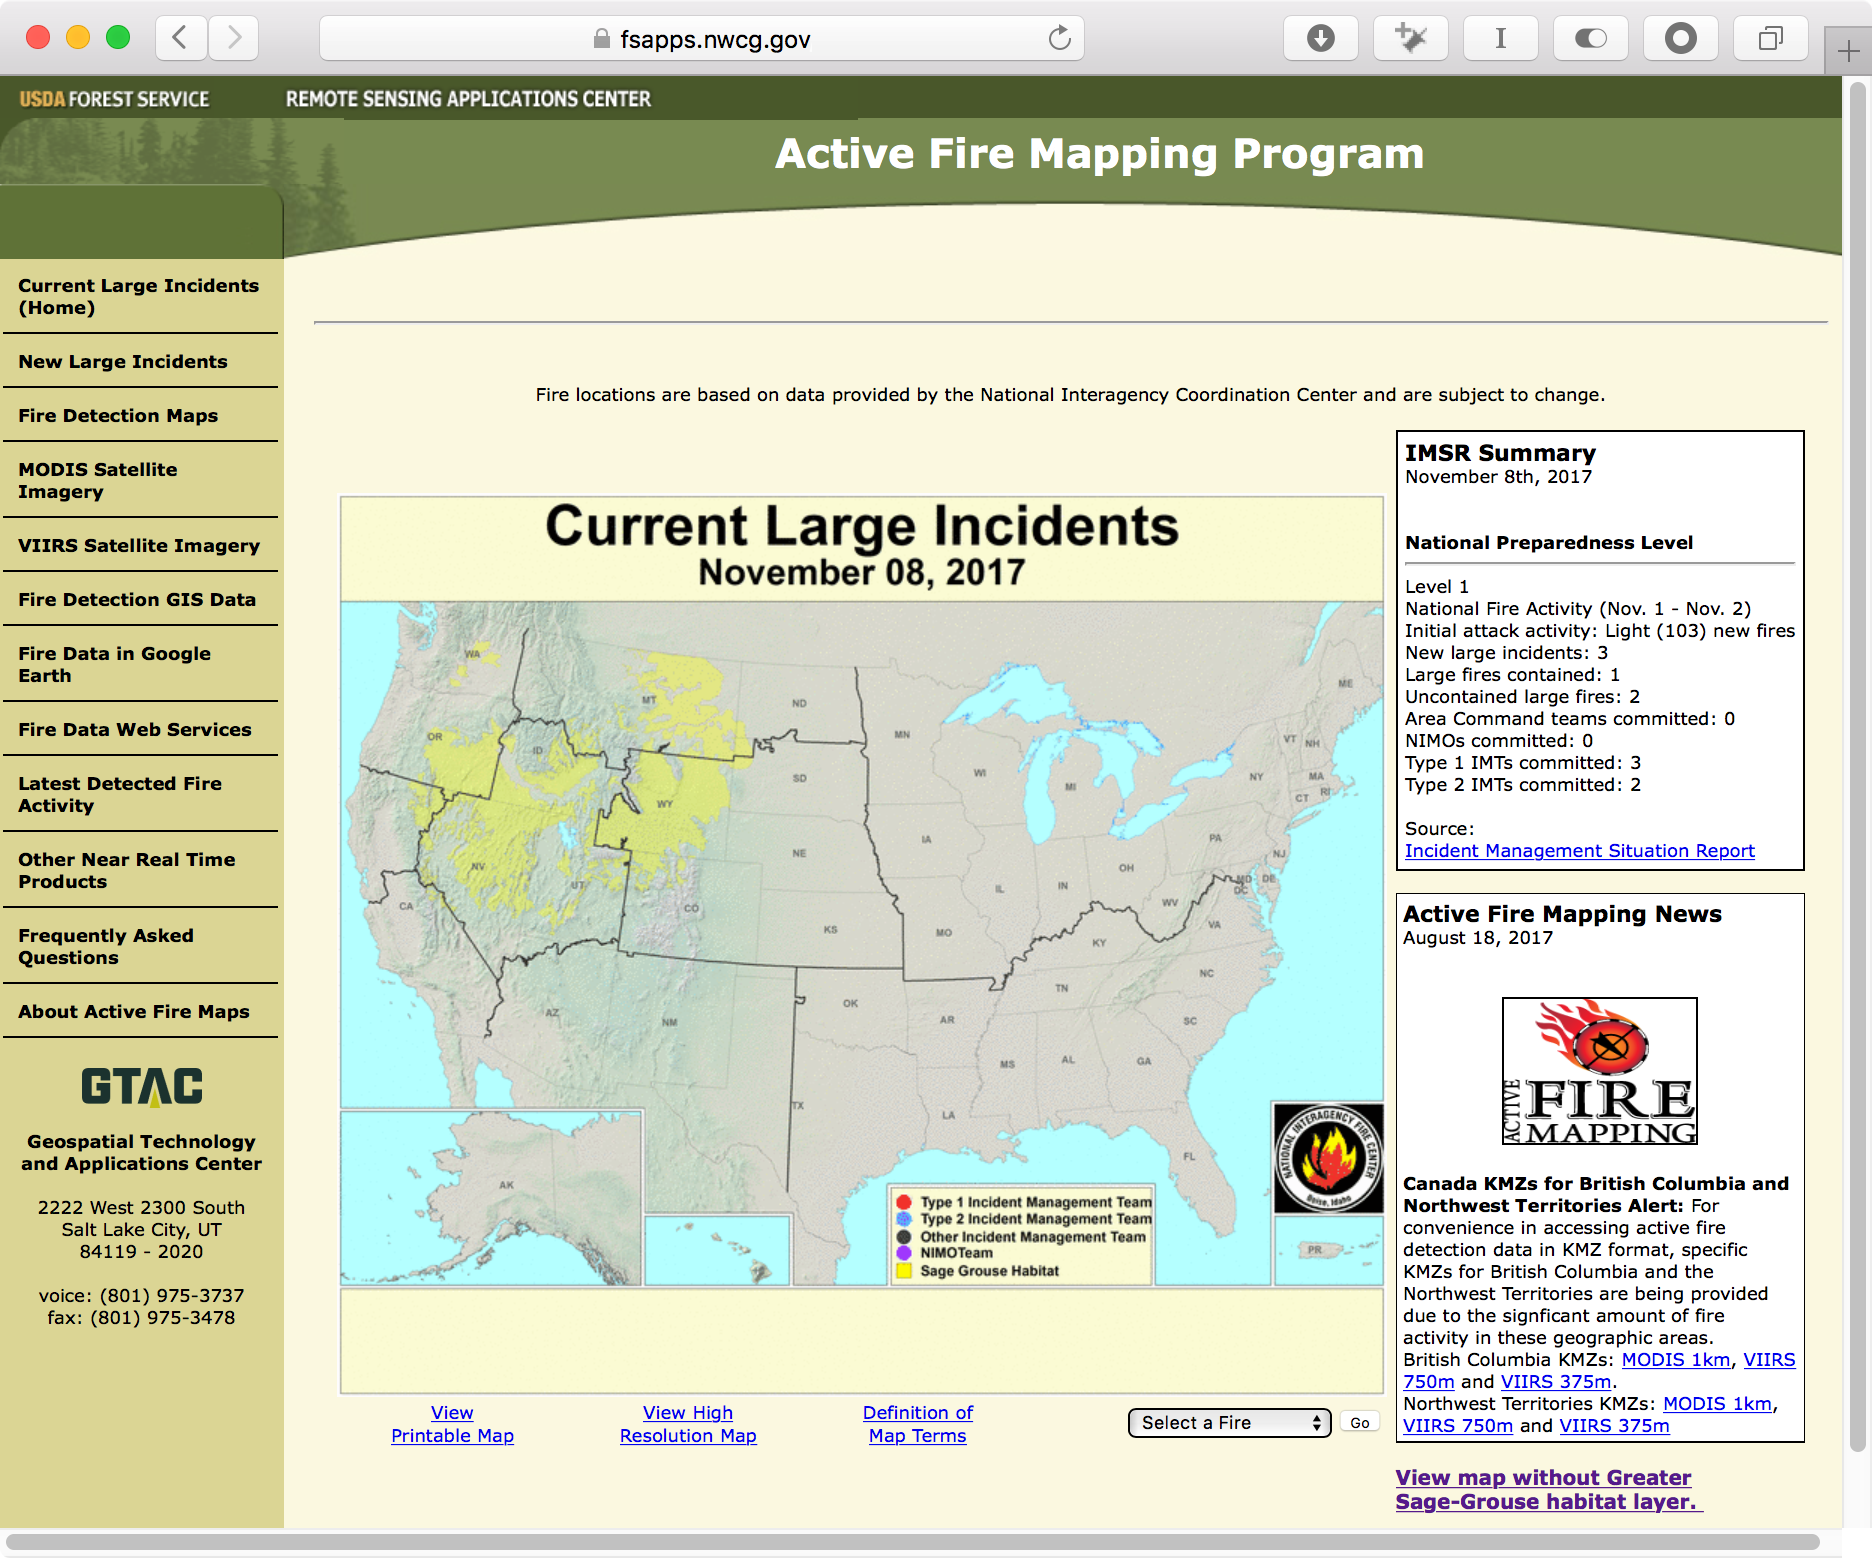 fsapps.nwcg.gov
USDA FOREST SERVICE
REMOTE SENSING APPLICATIONS CENTER
Active Fire Mapping Program
Current Large Incidents
(Home)
New Large Incidents
Fire Detection Maps
MODIS Satellite
Imagery
VIIRS Satellite Imagery
Fire Detection GIS Data
Fire Data in Google
Earth
Fire Data Web Services
Latest Detected Fire
Activity
Other Near Real Time
Products
Frequently Asked
Questions
About Active Fire Maps
GTAC
Geospatial Technology
and Applications Center
2222 West 2300 South
Salt Lake City, UT
84119 - 2020
voice: (801) 975-3737
fax: (801) 975-3478
Fire locations are based on data provided by the National Interagency Coordination Center and are subject to change.
Current Large Incidents
November 08, 2017
WA
MT
ND
ME
OR
ID
MN
VT
NH
SD
WI
NY
MA
MI
CT
RI
WY
IA
PA
NE
NJ
NV
OH
UT
IL
IN
MD
DE
DC
CA
CO
WV
VA
KS
MO
KY
NC
TN
OK
AZ
NM
AR
SC
MS
AL
GA
TX
LA
FL
AK
PR
NATIONAL INTERAGENCY FIRE CENTER
Boise, Idaho
Type 1 Incident Management Team
Type 2 Incident Management Team
Other Incident Management Team
NIMOTeam
Sage Grouse Habitat
View
Printable Map
View High
Resolution Map
Definition of
Map Terms
Select a Fire
Go
IMSR Summary
November 8th, 2017
National Preparedness Level
Level 1
National Fire Activity (Nov. 1 - Nov. 2)
Initial attack activity: Light (103) new fires
New large incidents: 3
Large fires contained: 1
Uncontained large fires: 2
Area Command teams committed: 0
NIMOs committed: 0
Type 1 IMTs committed: 3
Type 2 IMTs committed: 2
Source:
Incident Management Situation Report
Active Fire Mapping News
August 18, 2017
ACTIVE
FIRE
MAPPING
Canada KMZs for British Columbia and
Northwest Territories Alert: For
convenience in accessing active fire
detection data in KMZ format, specific
KMZs for British Columbia and the
Northwest Territories are being provided
due to the signficant amount of fire
activity in these geographic areas.
British Columbia KMZs: MODIS 1km, VIIRS
750m and VIIRS 375m.
Northwest Territories KMZs: MODIS 1km,
VIIRS 750m and VIIRS 375m
View map without Greater
Sage-Grouse habitat layer.